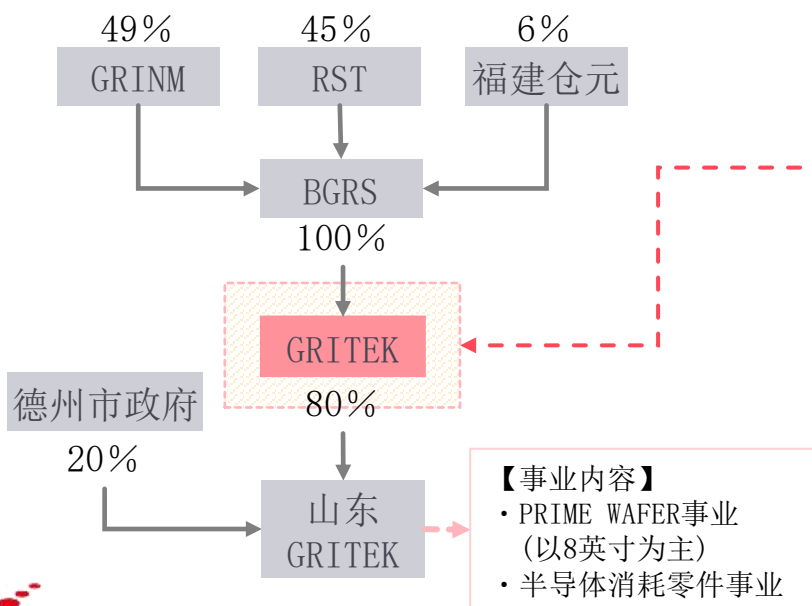 49%
45%
6%
GRINM
RST
福建仓元
BGRS
100%
GRITEK
80%
德州市政府
20%
山东
GRITEK
【事业内容】
・PRIME WAFER事业
(以8英寸为主)
・半导体消耗零件事业